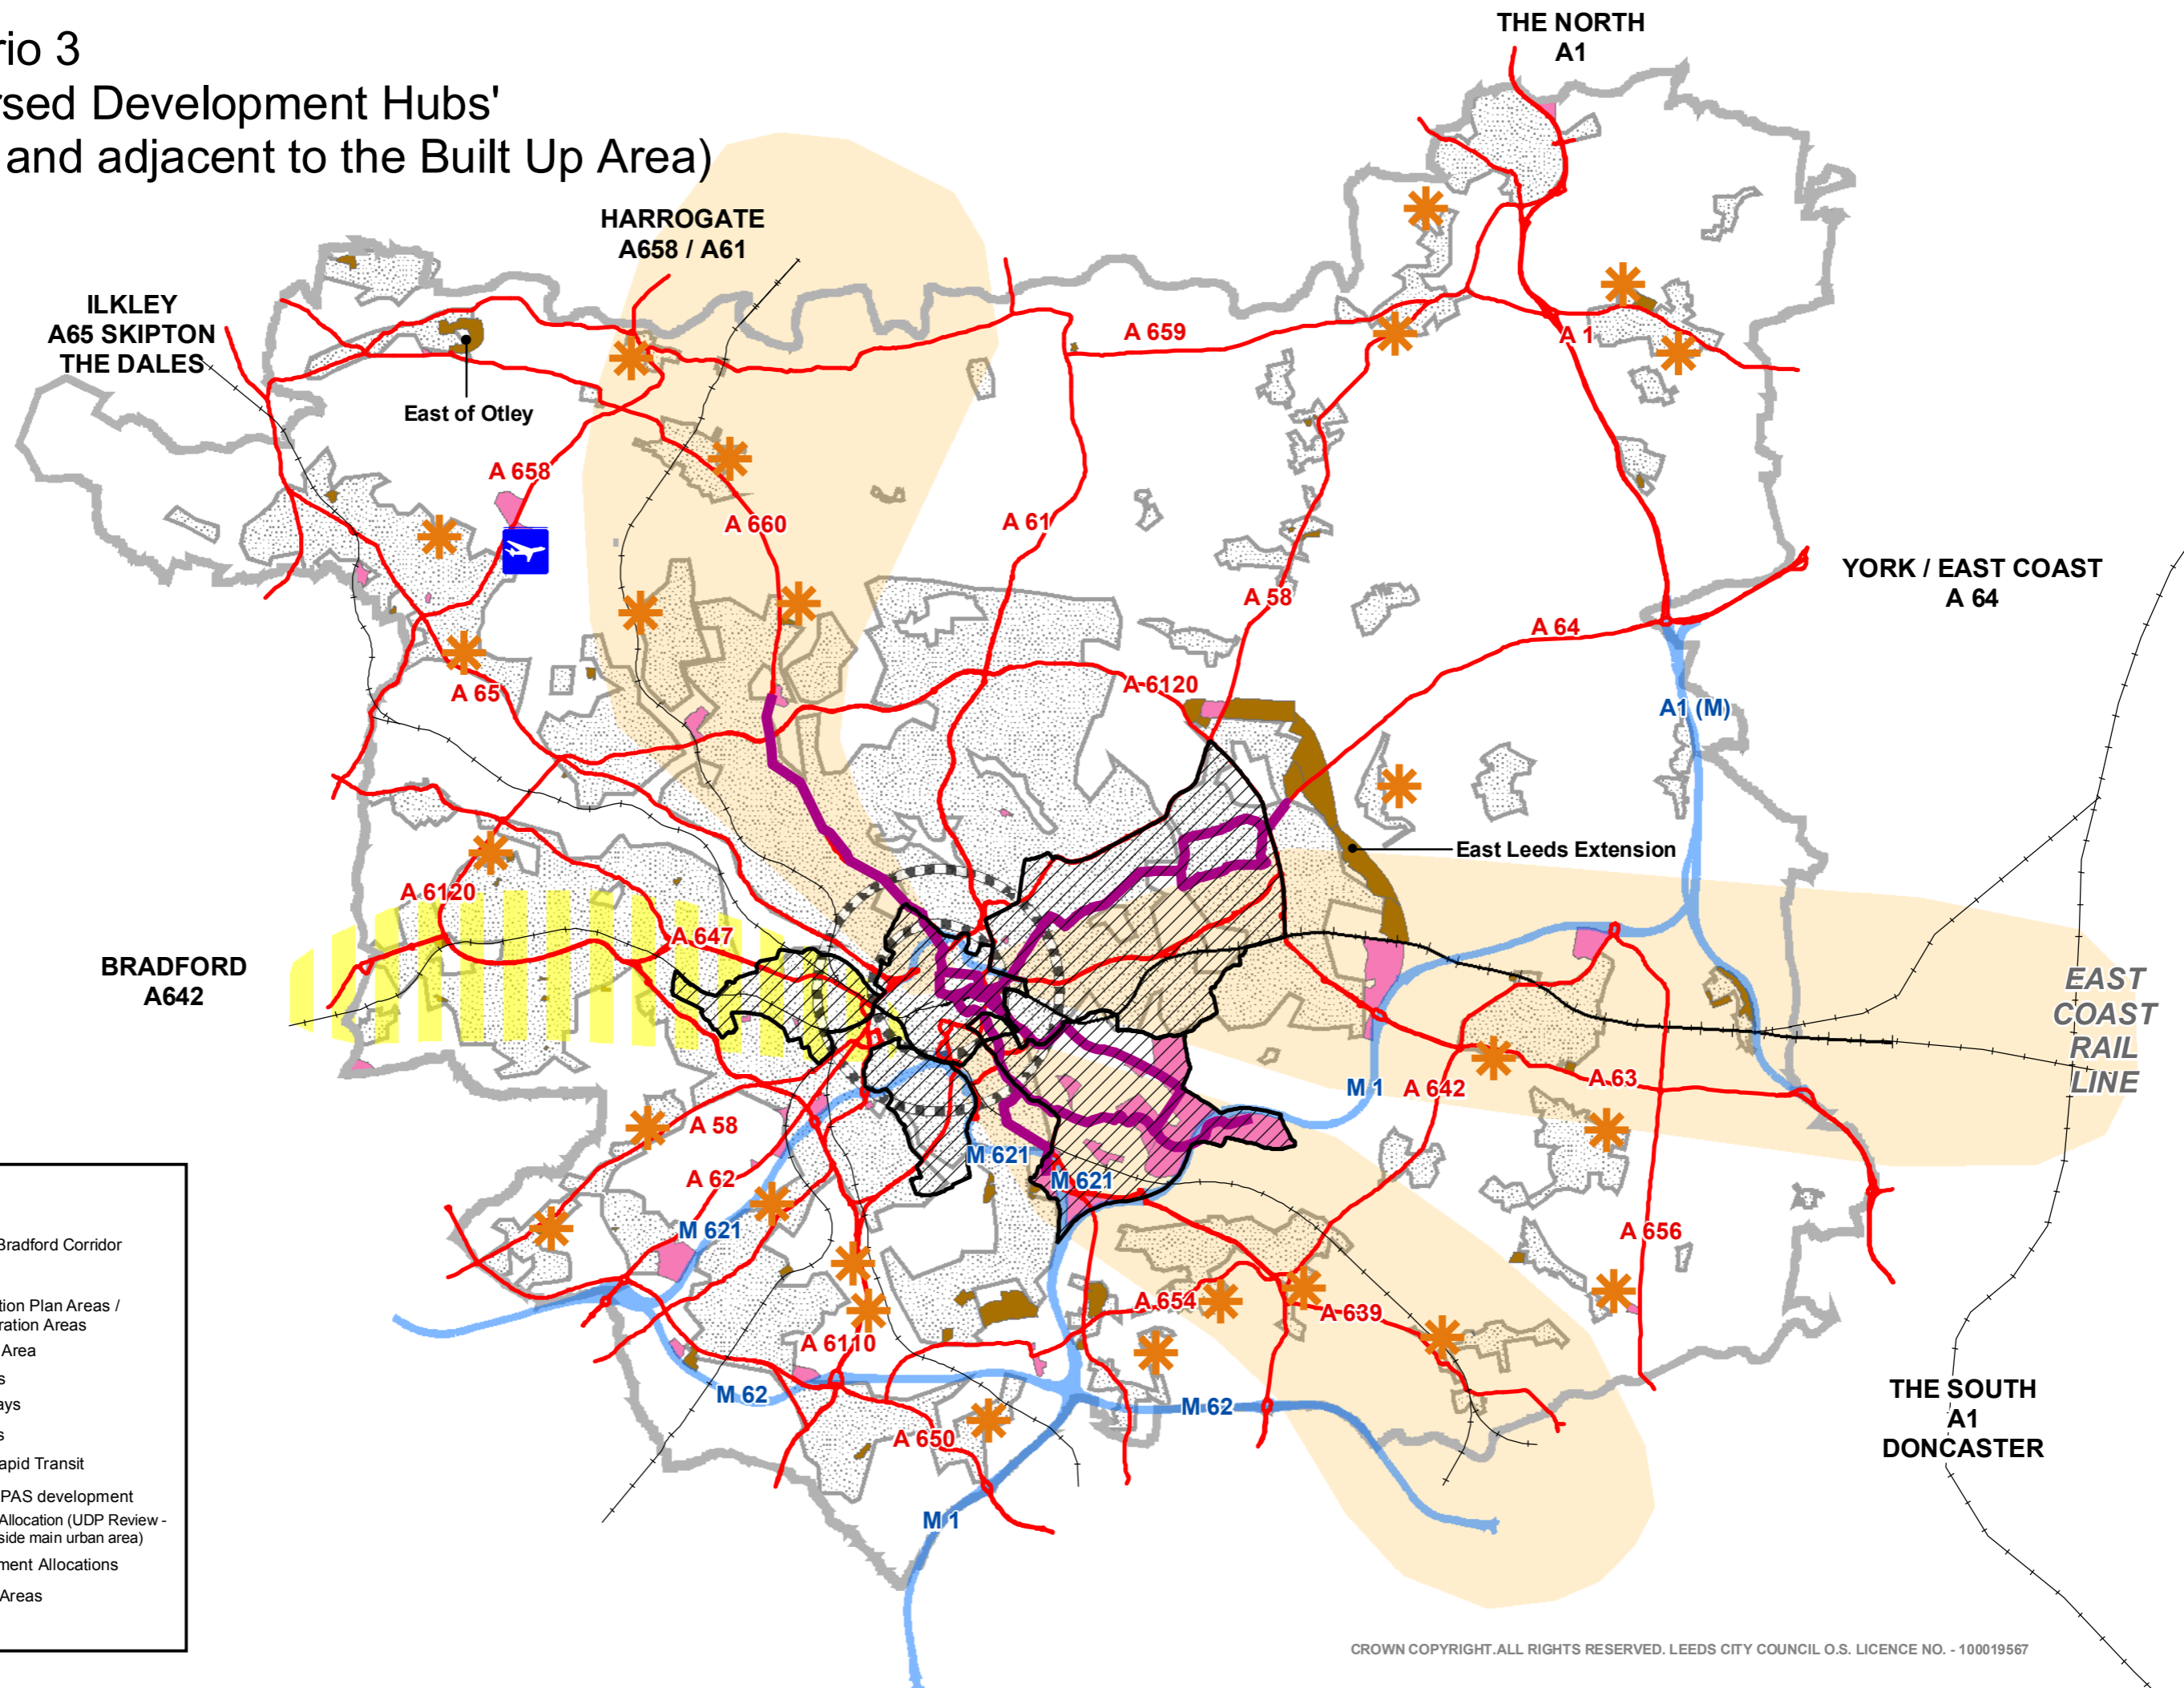 rio 3
rsed Development Hubs'
and adjacent to the Built Up Area)
THE NORTH
A1
HARROGATE
A658 / A61
ILKLEY
A65 SKIPTON
THE DALES
A 659
A 1
East of Otley
A 658
A 660
A 61
YORK / EAST COAST
A 64
A 58
A 64
A 65
A 6120
A1 (M)
East Leeds Extension
A 6120
A 647
BRADFORD
A642
EAST
COAST
RAIL
LINE
M 1
A 642
A 63
A 58
M 621
M 621
A 62
M 621
A 656
Bradford Corridor
tion Plan Areas /
ration Areas
Area
s
ays
s
apid Transit
PAS development
Allocation (UDP Review -
side main urban area)
ment Allocations
Areas
A 654
A 639
A 6110
M 62
M 62
A 650
THE SOUTH
A1
DONCASTER
M 1
CROWN COPYRIGHT.ALL RIGHTS RESERVED. LEEDS CITY COUNCIL O.S. LICENCE NO. - 100019567